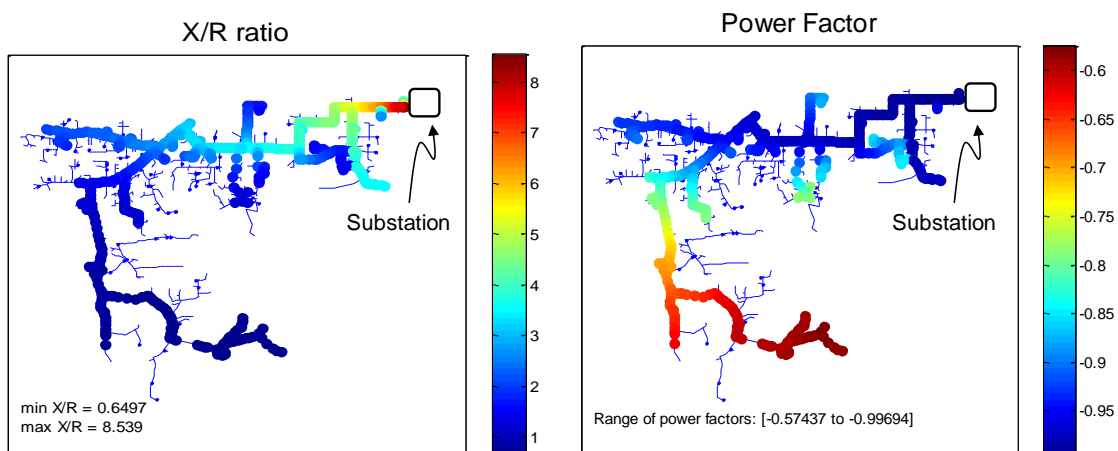 X/R ratio
8
7
6
5
4
3
2
1
Substation
min X/R = 0.6497
max X/R = 8.539
Power Factor
-0.6
-0.65
-0.7
-0.75
-0.8
-0.85
-0.9
-0.95
Substation
Range of power factors: [-0.57437 to -0.99694]